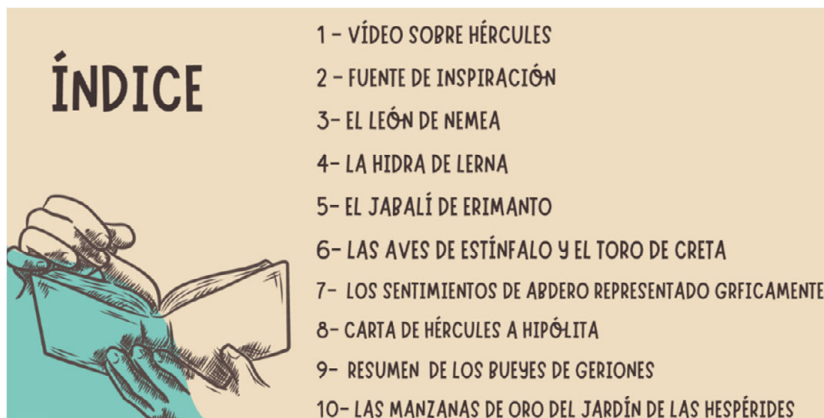 ÍNDICE
1 - VÍDEO SOBRE HÉRCULES
2 - FUENTE DE INSPIRACIÓN
3- EL LEÓN DE NEMEA
4- LA HIDRA DE LERNA
5- EL JABALÍ DE ERIMANTO
6- LAS AVES DE ESTÍNFALO Y EL TORO DE CRETA
7- LOS SENTIMIENTOS DE ABDERO REPRESENTADO GRFICAMENTE
8- CARTA DE HÉRCULES A HIPÓLITA
9- RESUMEN DE LOS BUEYES DE GERIONES
10- LAS MANZANAS DE ORO DEL JARDÍN DE LAS HESPÉRIDES